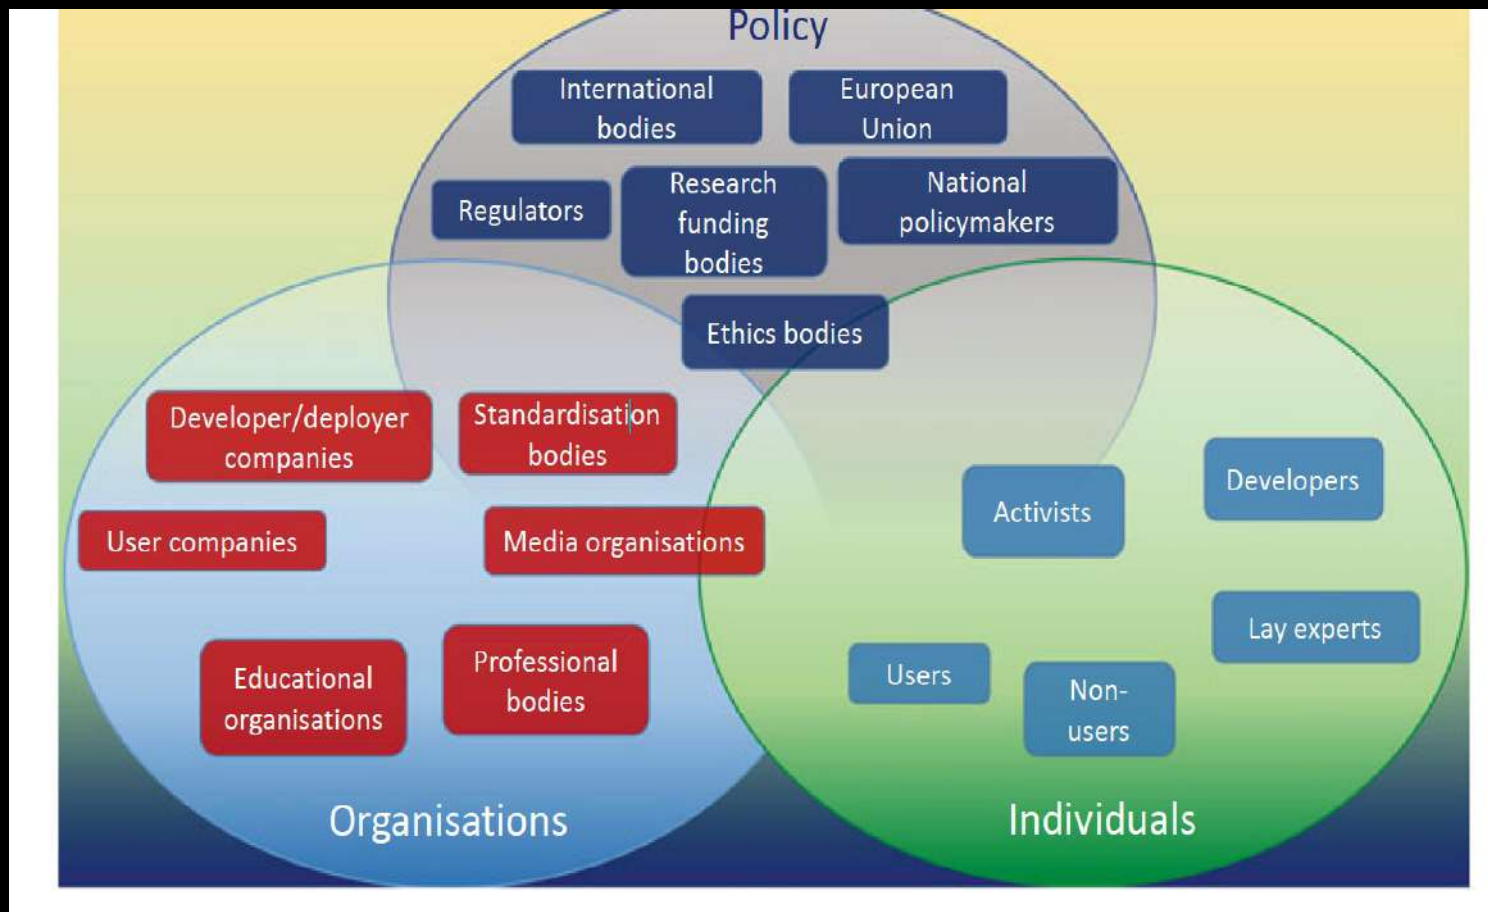 Policy
International
bodies
European
Union
Regulators
Research
funding
bodies
National
policymakers
Ethics bodies
Developer/deployer
companies
Standardisation
bodies
User companies
Media organisations
Educational
organisations
Professional
bodies
Organisations
Activists
Developers
Lay experts
Users
Non-
users
Individuals